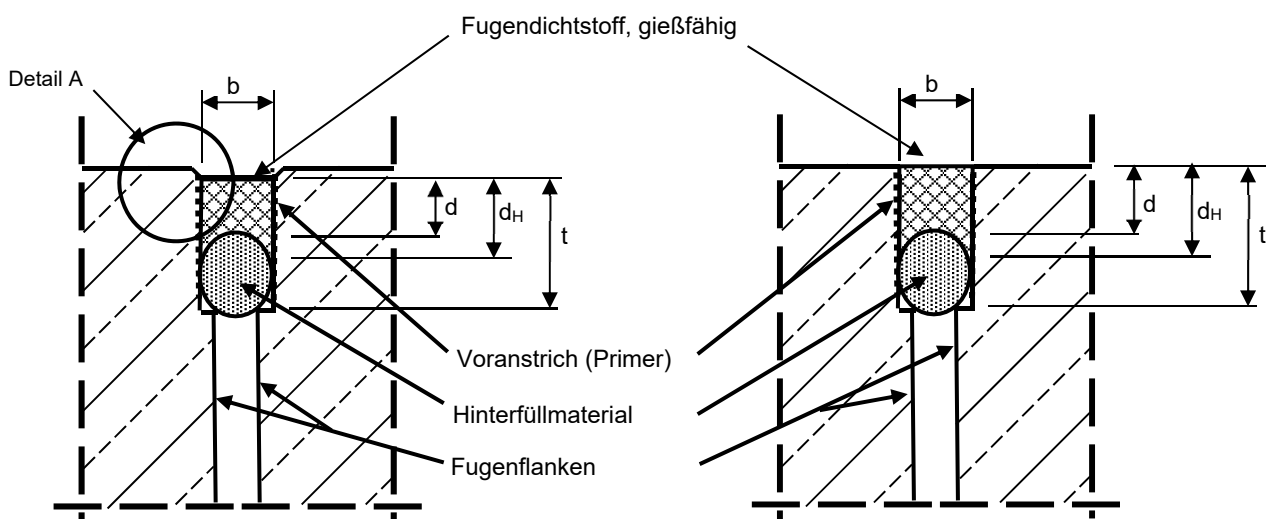 Fugendichtstoff, gießfähig
Detail A
b
b
d
dH
t
d
dH
t
Voranstrich (Primer)
Hinterfüllmaterial
Fugenflanken